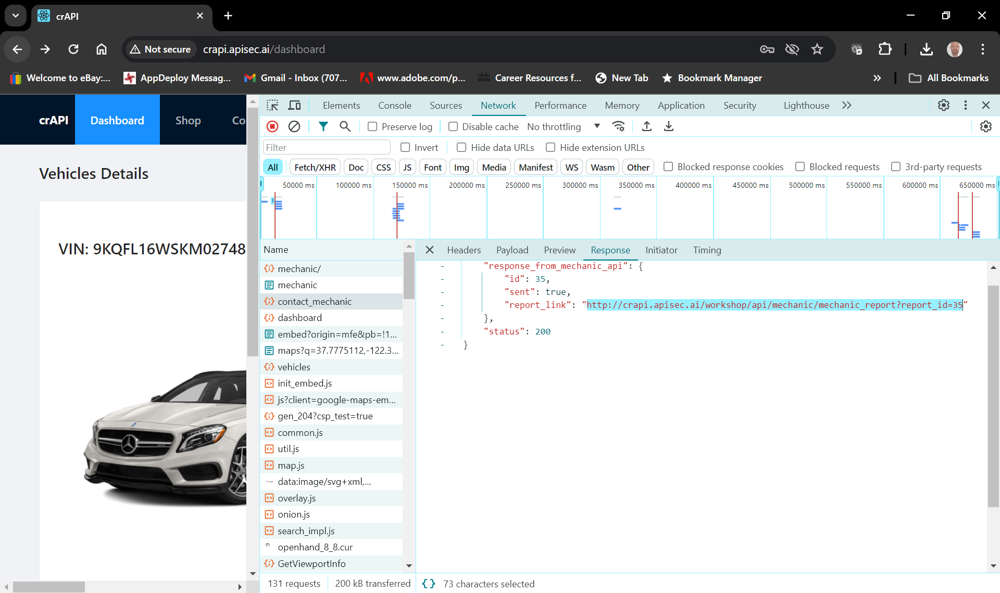 crAPI
Not secure
crapi.apisec.ai/dashboard
Welcome to eBay:...
AppDeploy Messag...
Gmail - Inbox (707...
www.adobe.com/p...
Career Resources f...
New Tab
Bookmark Manager
All Bookmarks
crAPI
Dashboard
Shop
Co
Vehicles Details
VIN: 9KQFL16WSKM02748
Elements
Console
Sources
Network
Performance
Memory
Application
Security
Lighthouse
Preserve log
Disable cache
No throttling
Filter
Invert
Hide data URLs
Hide extension URLs
All
Fetch/XHR
Doc
CSS
JS
Font
Img
Media
Manifest
WS
Wasm
Other
Blocked response cookies
Blocked requests
3rd-party requests
50000 ms
100000 ms
150000 ms
200000 ms
250000 ms
300000 ms
350000 ms
400000 ms
450000 ms
500000 ms
550000 ms
600000 ms
650000 ms
Name
mechanic/
mechanic
contact_mechanic
dashboard
embed?origin=mfe&pb=!1...
maps?q=37.7775112,-122.3...
vehicles
init_embed.js
js?client=google-maps-em...
gen_204?csp_test=true
common.js
util.js
map.js
data:image/svg+xml,...
overlay.js
onion.js
search_impl.js
openhand_8_8.cur
GetViewportInfo
131 requests
200 kB transferred
Headers
Payload
Preview
Response
Initiator
Timing
- "response_from_mechanic_api": {
- "id": 35,
- "sent": true,
- "report_link": "http://crapi.apisec.ai/workshop/api/mechanic/mechanic_report?report_id=35"
- },
- "status": 200
- }
{} 73 characters selected